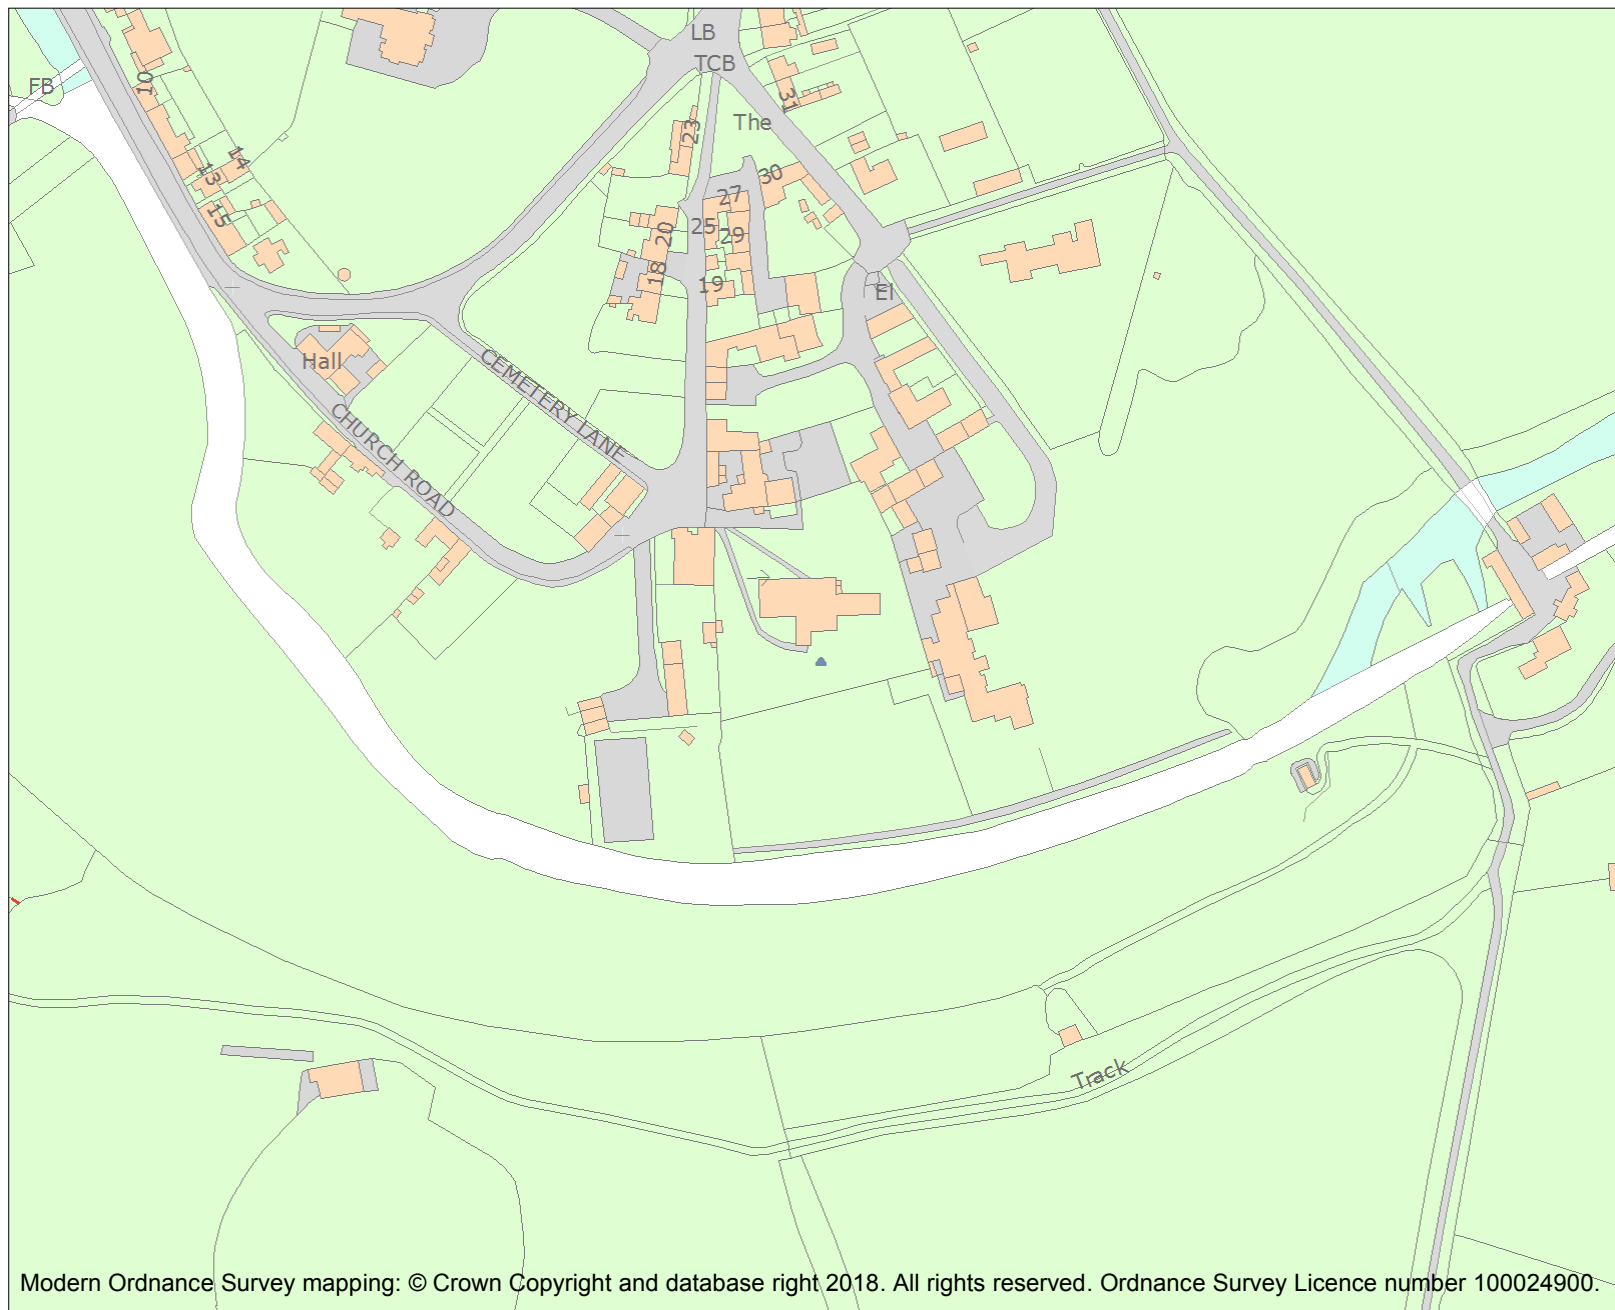 LB
TCB
FB
10
31
The
23
14
13
30
27
15
25
29
20
18
19
El
Hall
CEMETERY LANE
CHURCH ROAD
Track
Modern Ordnance Survey mapping: © Crown Copyright and database right 2018. All rights reserved. Ordnance Survey Licence number 100024900.